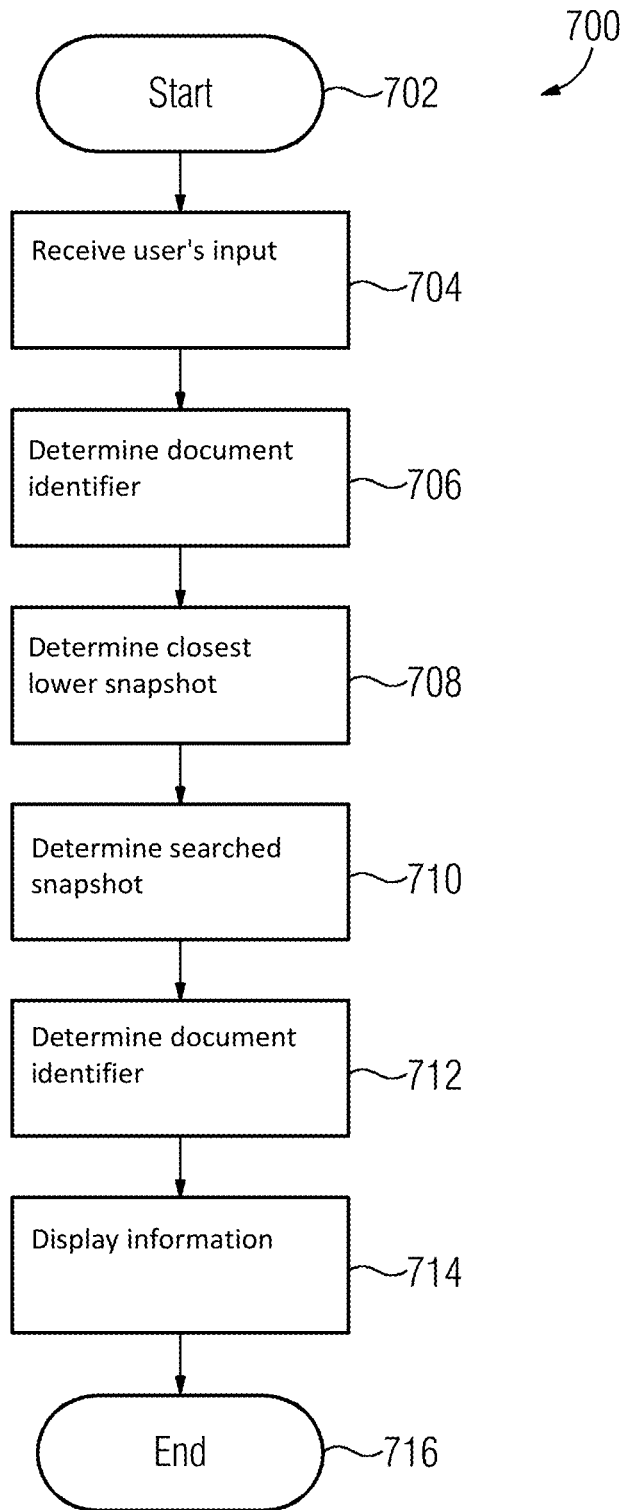 700
Start
702
Receive user's input
704
Determine document
identifier
706
Determine closest
lower snapshot
708
Determine searched
snapshot
710
Determine document
identifier
712
Display information
714
End
716